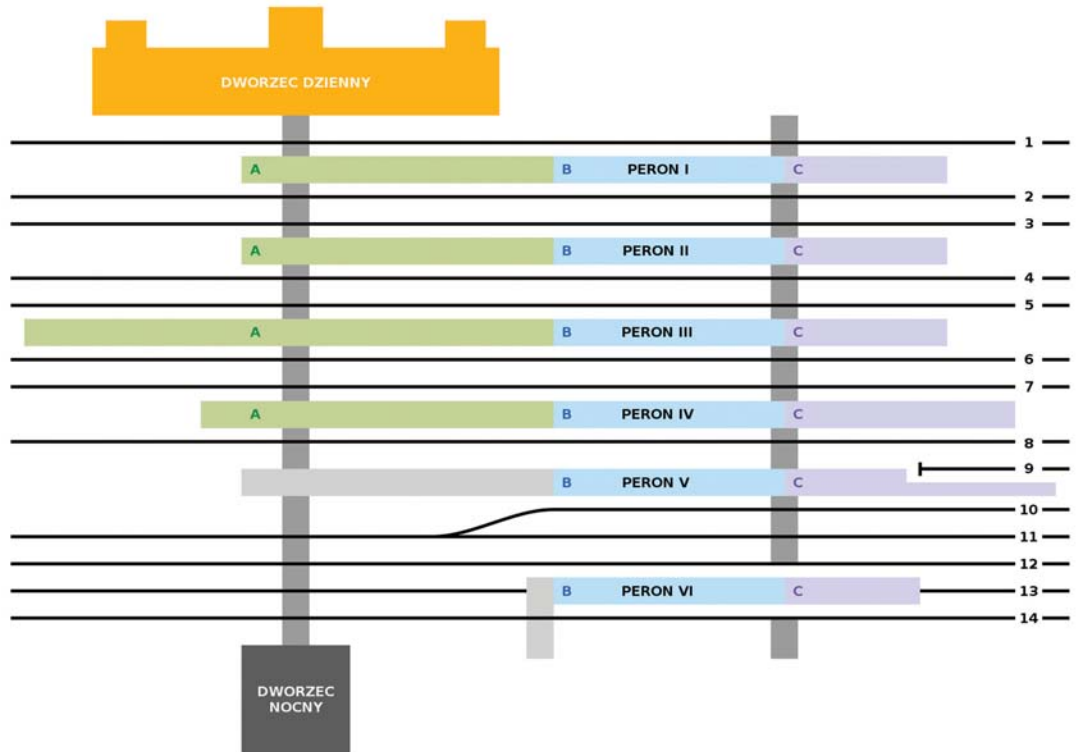 DWORZEC DZIENNY
1
A B PERON I C
2
3
A B PERON II C
4
5
A B PERON III C
6
7
A B PERON IV C
8
9
B PERON V C
10
11
12
B PERON VI C 13
14
DWORZEC
NOCNY